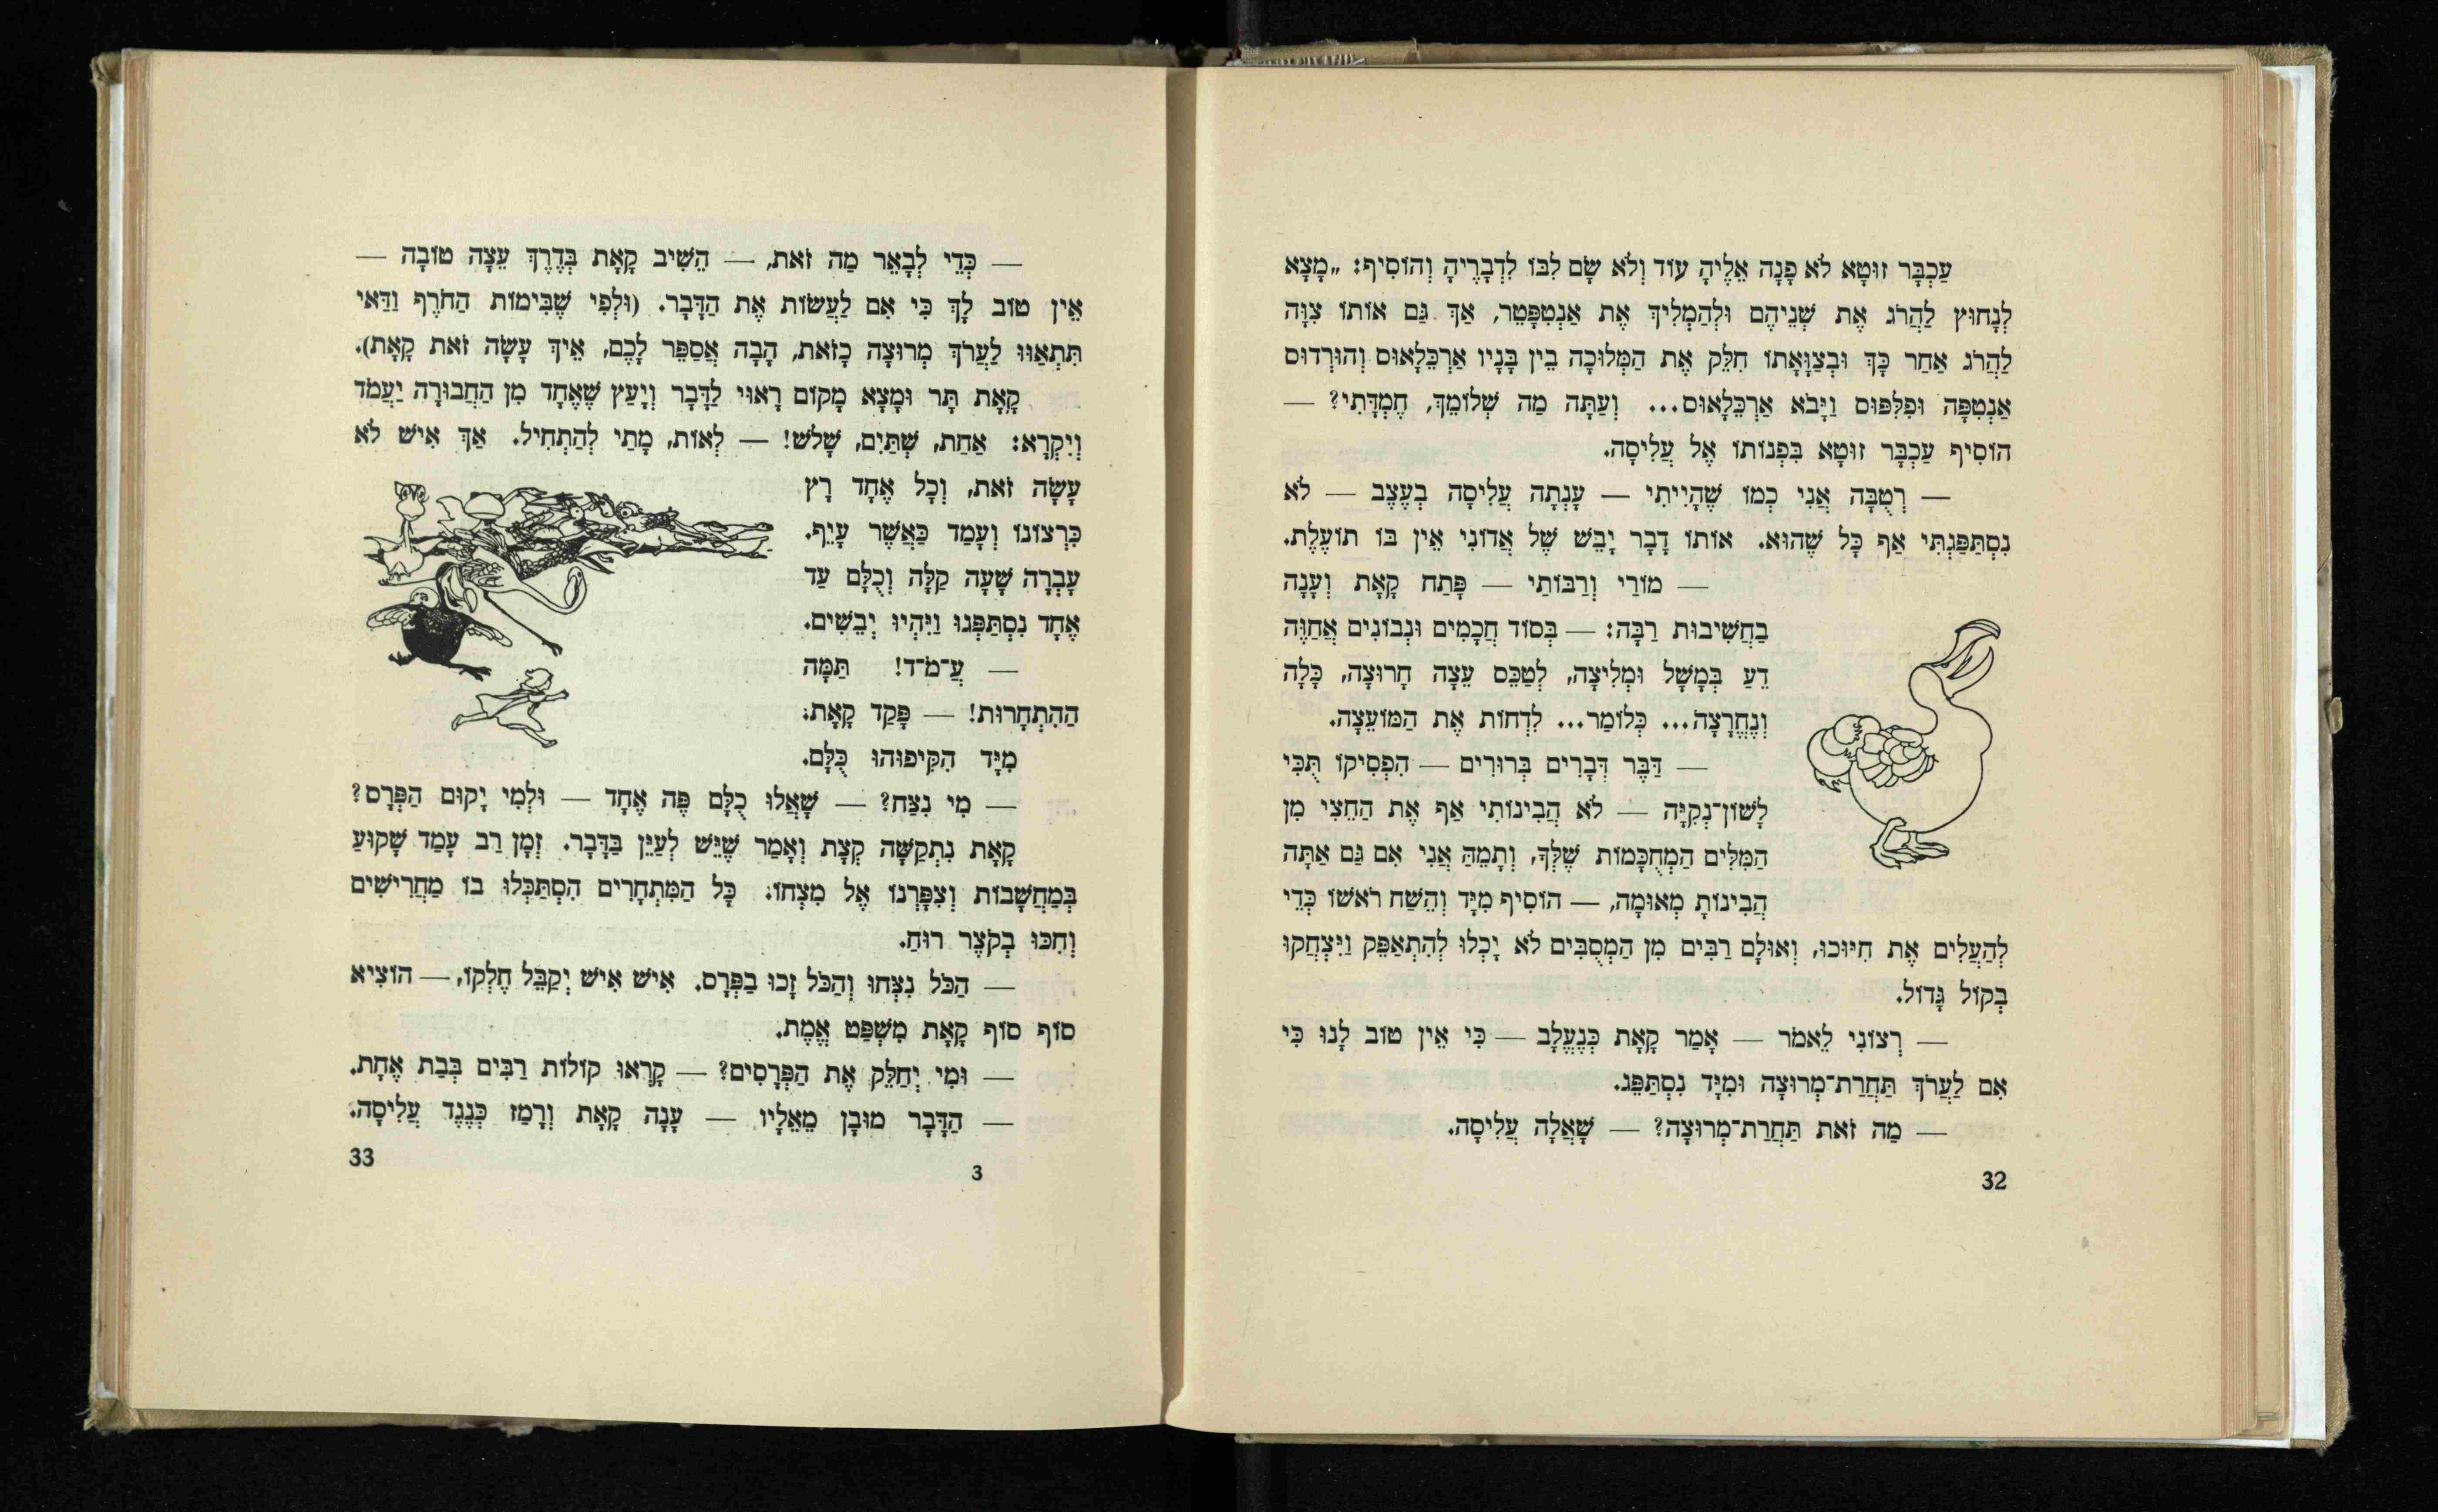 עַכְבָּר זוּטָא לֹא פָנָה אֵלֶיהָ עוֹד וְלֹא שָׂם לִבּוֹ לִדְבָרֶיהָ וְהוֹסִיף: „מָצָא
לְנָחוּץ לַהֲרֹג אֶת שְׁנֵיהֶם וּלְהַמְלִיךְ אֶת אַנְטִפָּטֵר, אַךְ גַּם אוֹתוֹ צִוָּה
לַהֲרֹג אַחַר כָּךְ וּבְצַוָּאָתוֹ חִלֵּק אֶת הַמְּלוּכָה בֵּין בָּנָיו אַרְכֵלָאוּס וְהוּרְדוּס
אַנְטִפָּה וּפִלִפּוּס וַיָּבֹא אַרְכֵלָאוּס... וְעַתָּה מַה שְּׁלוֹמֵךְ, חֶמְדָּתִי? —
הוֹסִיף עַכְבָּר זוּטָא בִּפְנוֹתוֹ אֶל עֲלִיסָה.
— רְטֻבָּה אֲנִי כְּמוֹ שֶׁהָיִיתִי — עָנְתָה עֲלִיסָה בְעֶצֶב — לֹא
נִסְתַּפַּגְתִּי אַף כָּל שֶׁהוּא. אוֹתוֹ דָבָר יָבֵשׁ שֶׁל אֲדוֹנִי אֵין בּוֹ תּוֹעֶלֶת.
— מוֹרַי וְרַבּוֹתַי — פָּתַח קָאָת וְעָנָה
בַּחֲשִׁיבוּת רַבָּה: — בְּסוֹד חֲכָמִים וּנְבוֹנִים אֲחַוֶּה
דֵעַ בְּמָשָׁל וּמְלִיצָה, לְטַכֵּס עֵצָה חָרוּצָה, כָּלָה
וְנֶחֱרָצָה... כְּלוֹמַר... לִדְחוֹת אֶת הַמּוֹעֵצָה.
— דַּבֵּר דְּבָרִים בְּרוּרִים — הִפְסִיקוֹ תֻּכִּי
לָשׁוֹן־נְקִיָּה — לֹא הֲבִינוֹתִי אַף אֶת הַחֵצִי מִן
הַמִּלִּים הַמְחֻכָּמוֹת שֶׁלְּךָ, וְתָמֵהַּ אֲנִי אִם גַּם אַתָּה
הֲבִינוֹתָ מְאוּמָה, — הוֹסִיף מִיָּד וְהֵשַׁח רֹאשׁוֹ כְּדֵי
לְהַעֲלִים אֶת חִיּוּכוֹ, וְאוּלָם רַבִּים מִן הַמְסֻבִּים לֹא יָכְלוּ לְהִתְאַפֵּק וַיִּצְחֲקוּ
בְּקוֹל גָּדוֹל.
— רְצוֹנִי לֵאמֹר — אָמַר קָאָת כְּנֶעֱלָב — כִּי אֵין טוֹב לָנוּ כִּי
אִם לַעֲרֹךְ תַּחֲרַת־מְרוּצָה וּמִיָּד נִסְתַּפֵּג.
— מַה זֹּאת תַּחֲרַת־מְרוּצָה? — שָׁאֲלָה עֲלִיסָה.
32
— כְּדֵי לְבָאֵר מַה זֹּאת, — הֵשִׁיב קָאָת בְּדֶרֶךְ עֵצָה טוֹבָה —
אֵין טוֹב לָךְ כִּי אִם לַעֲשׂוֹת אֶת הַדָּבָר. (וּלְפִי שֶׁבִּימוֹת הַחֹרֶף וַדַּאי
תִּתְאַוּוּ לַעֲרֹךְ מְרוּצָה כָזֹאת, הָבָה אֲסַפֵּר לָכֶם, אֵיךְ עָשָׂה זֹאת קָאָת).
קָאָת תָּר וּמָצָא מָקוֹם רָאוּי לַדָּבָר וְיָעַץ שֶׁאֶחָד מִן הַחֲבוּרָה יַעֲמֹד
וְיִקְרָא: אַחַת, שְׁתַּיִם, שָׁלֹשׁ! — לְאוֹת, מָתַי לְהַתְחִיל. אַךְ אִישׁ לֹא
עָשָׂה זֹאת, וְכָל אֶחָד רָץ
כִּרְצוֹנוֹ וְעָמַד כַּאֲשֶׁר עָיֵף.
עָבְרָה שָׁעָה קַלָּה וְכֻלָּם עַד
אֶחָד נִסְתַּפְּגוּ וַיִּהְיוּ יְבֵשִׁים.
— עֲ־מֹ־ד! תַּמָּה
הַהִתְחָרוּת! — פָּקַד קָאָת.
מִיָּד הִקִּיפוּהוּ כֻּלָּם.
— מִי נִצַּח? — שָׁאֲלוּ כֻלָּם פֶּה אֶחָד — וּלְמִי יָקוּם הַפְּרָס?
קָאָת נִתְקַשָּׁה קְצָת וְאָמַר שֶׁיֵּשׁ לְעַיֵּן בַּדָּבָר. זְמָן רַב עָמַד שָׁקוּעַ
בְּמַחֲשָׁבוֹת וְצִפָּרְנוֹ אֶל מִצְחוֹ. כָּל הַמִּתְחָרִים הִסְתַּכְּלוּ בוֹ מַחֲרִישִׁים
וְחִכּוּ בְקֹצֶר רוּחַ.
— הַכֹּל נִצְּחוּ וְהַכֹּל זָכוּ בַפְּרָס. אִישׁ אִישׁ יְקַבֵּל חֶלְקוֹ, — הוֹצִיא
סוֹף סוֹף קָאָת מִשְׁפַּט אֱמֶת.
— וּמִי יְחַלֵּק אֶת הַפְּרָסִים? — קָרְאוּ קוֹלוֹת רַבִּים בְּבַת אֶחָת.
— הַדָּבָר מוּבָן מֵאֵלָיו — עָנָה קָאָת וְרָמַז כְּנֶגֶד עֲלִיסָה.
3
33